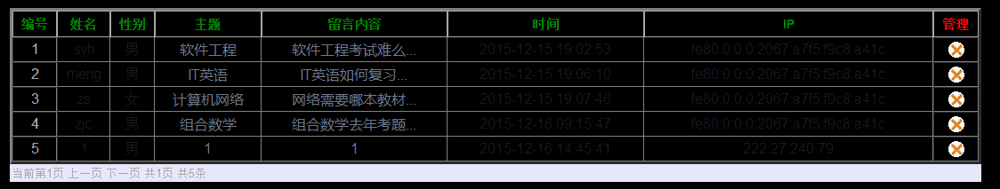 编号 姓名 性别 主题 留言内容 时间 IP 管理
1 syh 男 软件工程 软件工程考试难么... 2015-12-15 19:02:53 fe80:0:0:0:2067:a7f5:f9c8:a41c
2 meng 男 IT英语 IT英语如何复习... 2015-12-15 19:06:10 fe80:0:0:0:2067:a7f5:f9c8:a41c
3 zs 女 计算机网络 网络需要哪本教材... 2015-12-15 19:07:46 fe80:0:0:0:2067:a7f5:f9c8:a41c
4 zjc 男 组合数学 组合数学去年考题... 2015-12-16 09:15:47 fe80:0:0:0:2067:a7f5:f9c8:a41c
5 1 男 1 1 2015-12-16 14:45:41 222.27.240.79
当前第1页 上一页 下一页 共1页 共5条